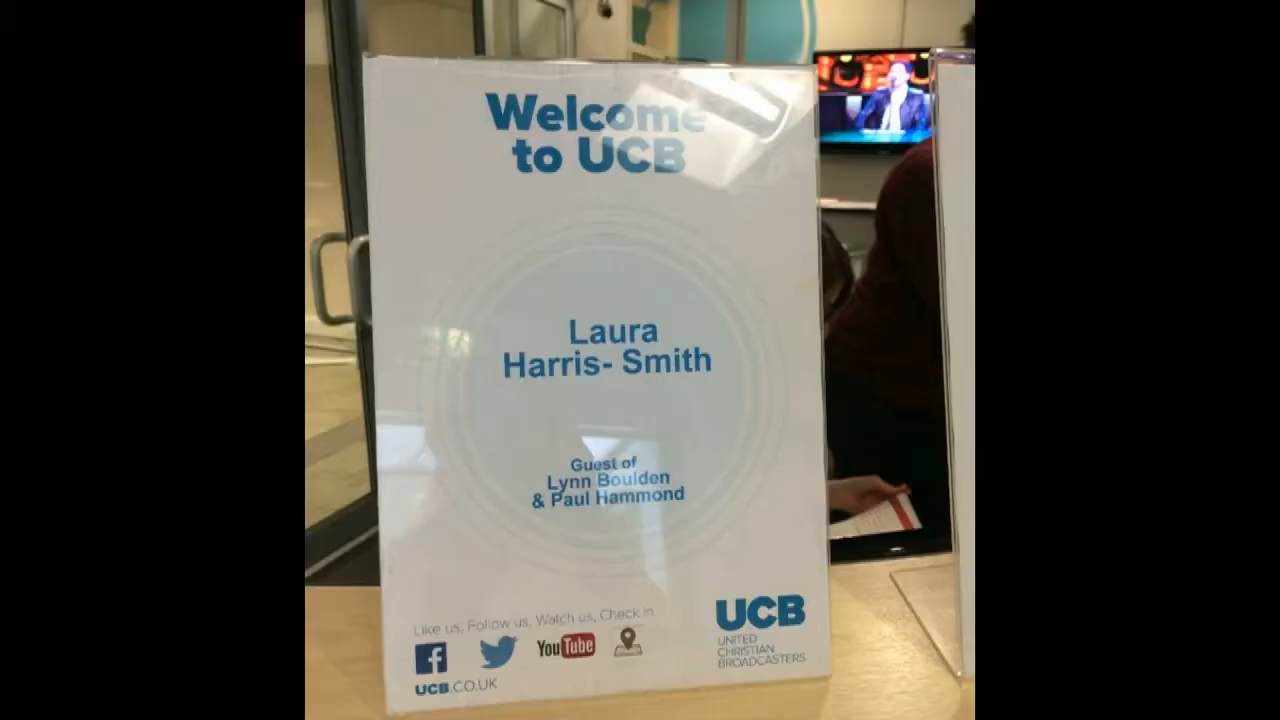 Welcome
to UCB
Laura
Harris- Smith
Guest of
Lynn Boulden
& Paul Hammond
Like us, Follow us, Watch us, Check in
f
YouTube
UCB.CO.UK
UCB
UNITED
CHRISTIAN
BROADCASTERS